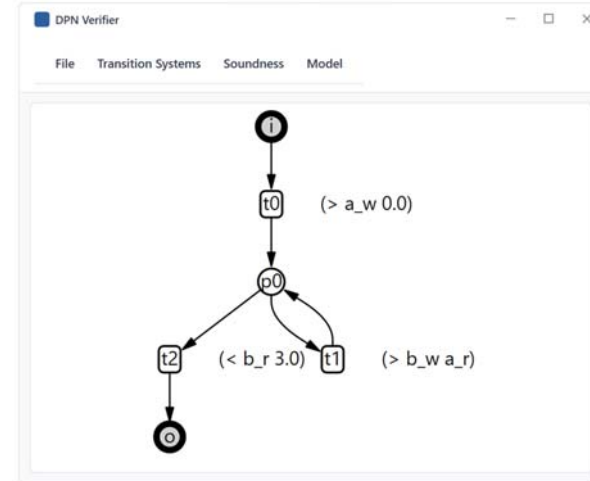 DPN Verifier
File Transition Systems Soundness Model
i
t0 (> a_w 0.0)
p0
t2 (< b_r 3.0) t1 (> b_w a_r)
o